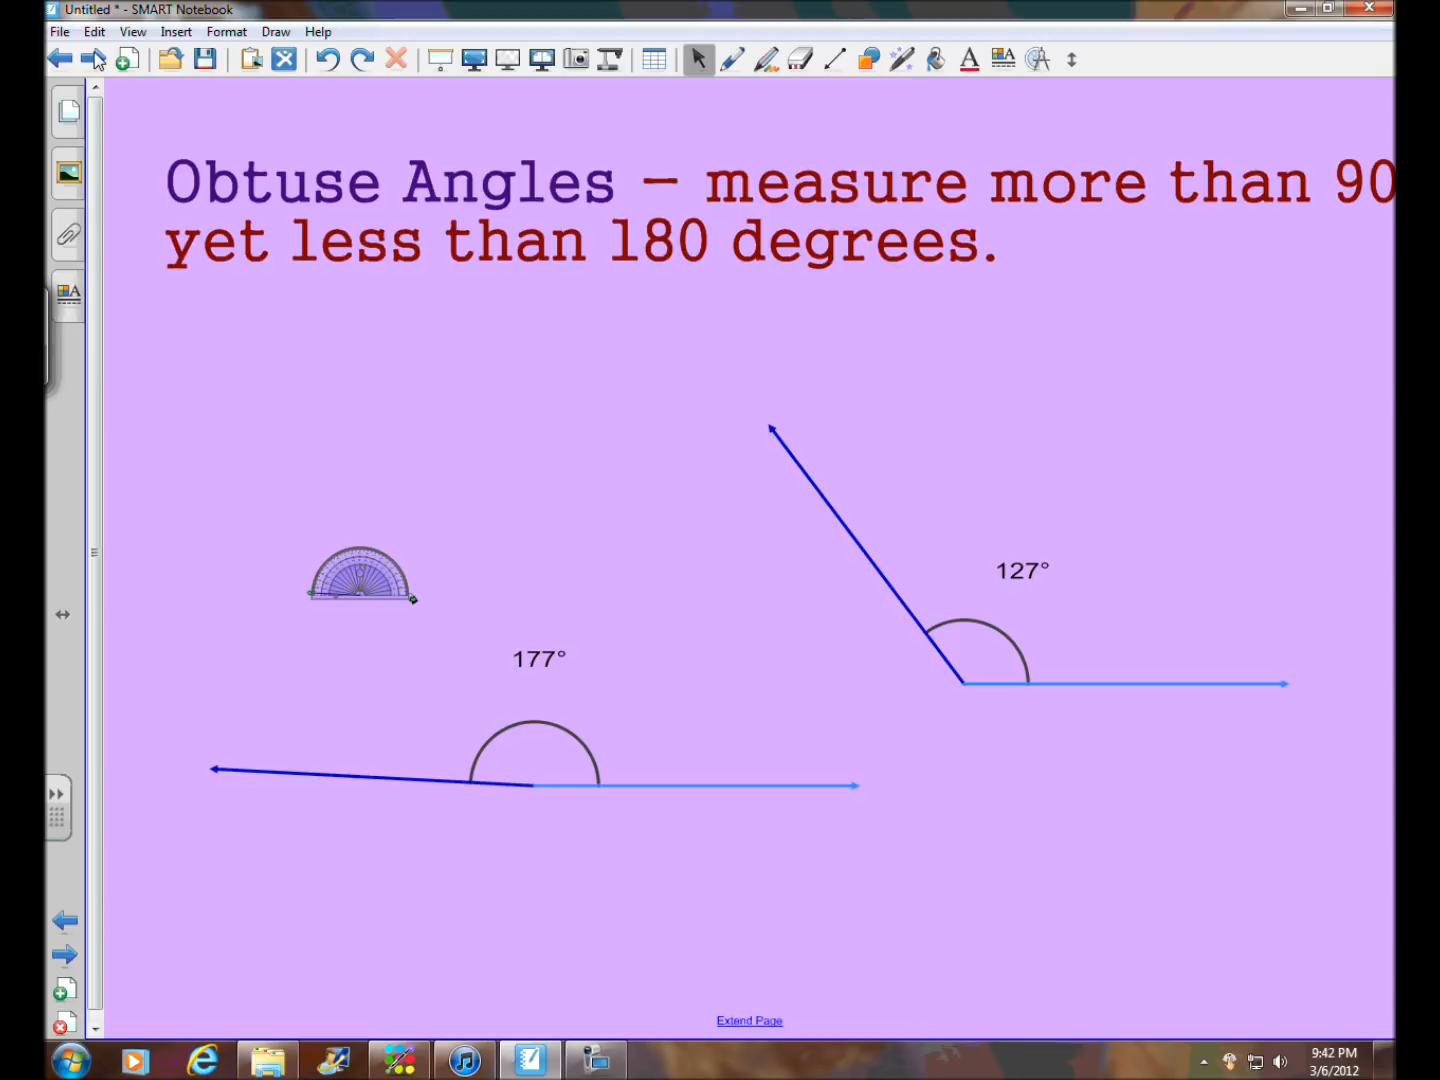 Untitled * - SMART Notebook
File Edit View Insert Format Draw Help
Obtuse Angles – measure more than 90
yet less than 180 degrees.
127°
177°
Extend Page
9:42 PM
3/6/2012